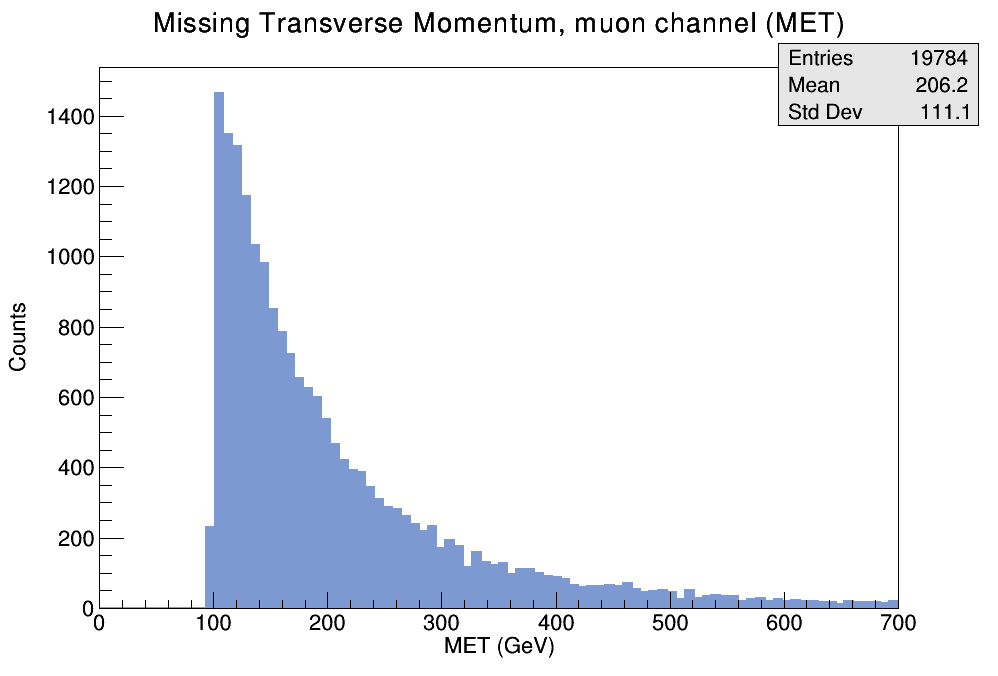 Missing Transverse Momentum, muon channel (MET)
Entries 19784
Mean 206.2
Std Dev 111.1
1400
1200
1000
800
600
400
200
0
Counts
0 100 200 300 400 500 600 700
MET (GeV)